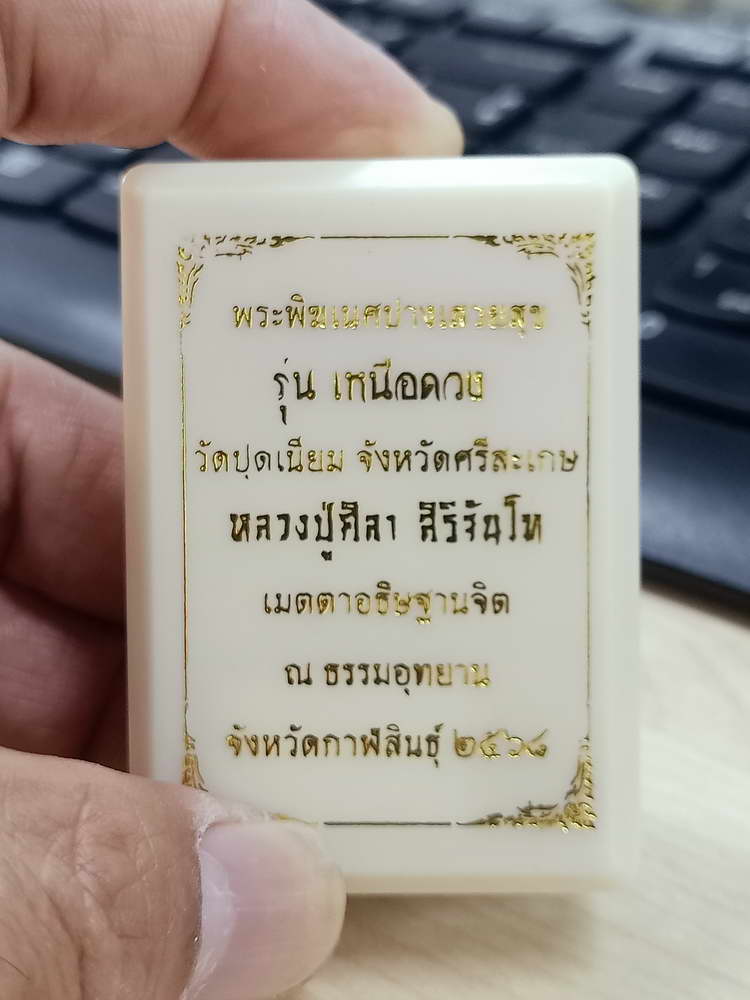 พระพิฆเนศปางเสวยสุข
รุ่น เหนือดวง
วัดปุดเนียม จังหวัดศรีสะเกษ
หลวงปู่ศิลา สิริจันโท
เมตตาอธิษฐานจิต
ณ ธรรมอุทยาน
จังหวัดกาฬสินธุ์ ๒๕๖๘